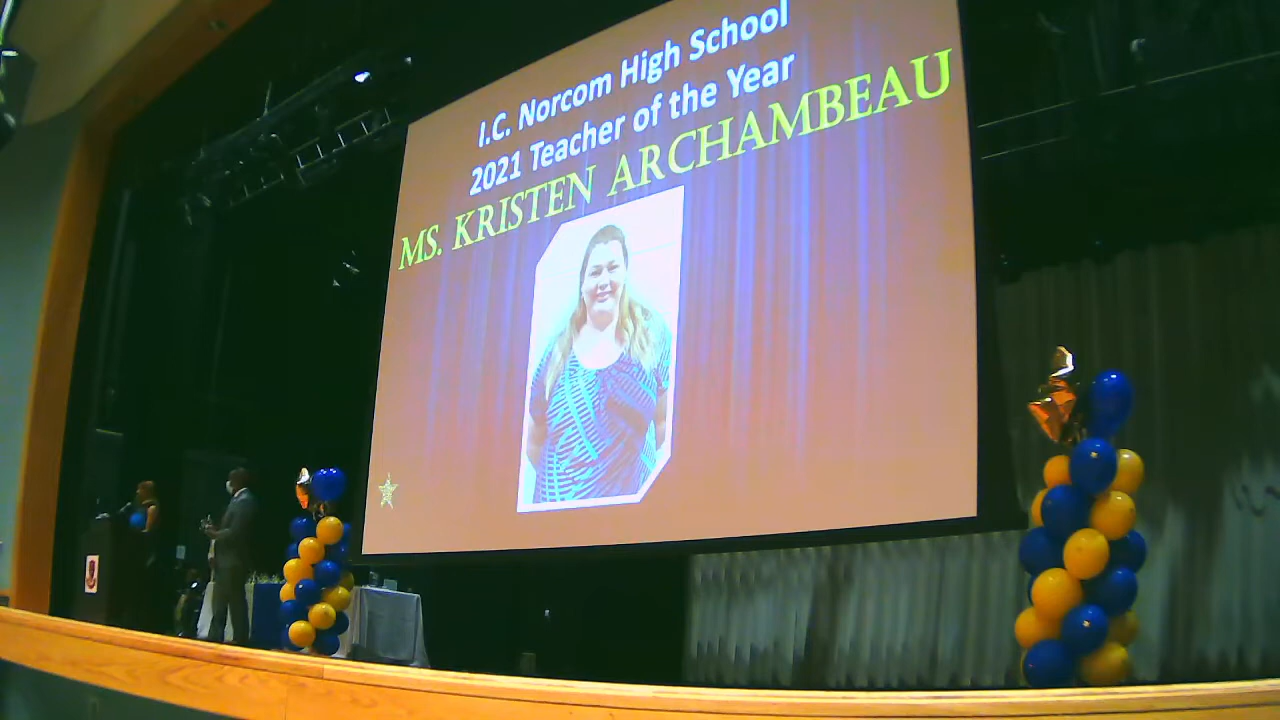 I.C. Norcom High School
2021 Teacher of the Year
MS. KRISTEN ARCHAMBEAU